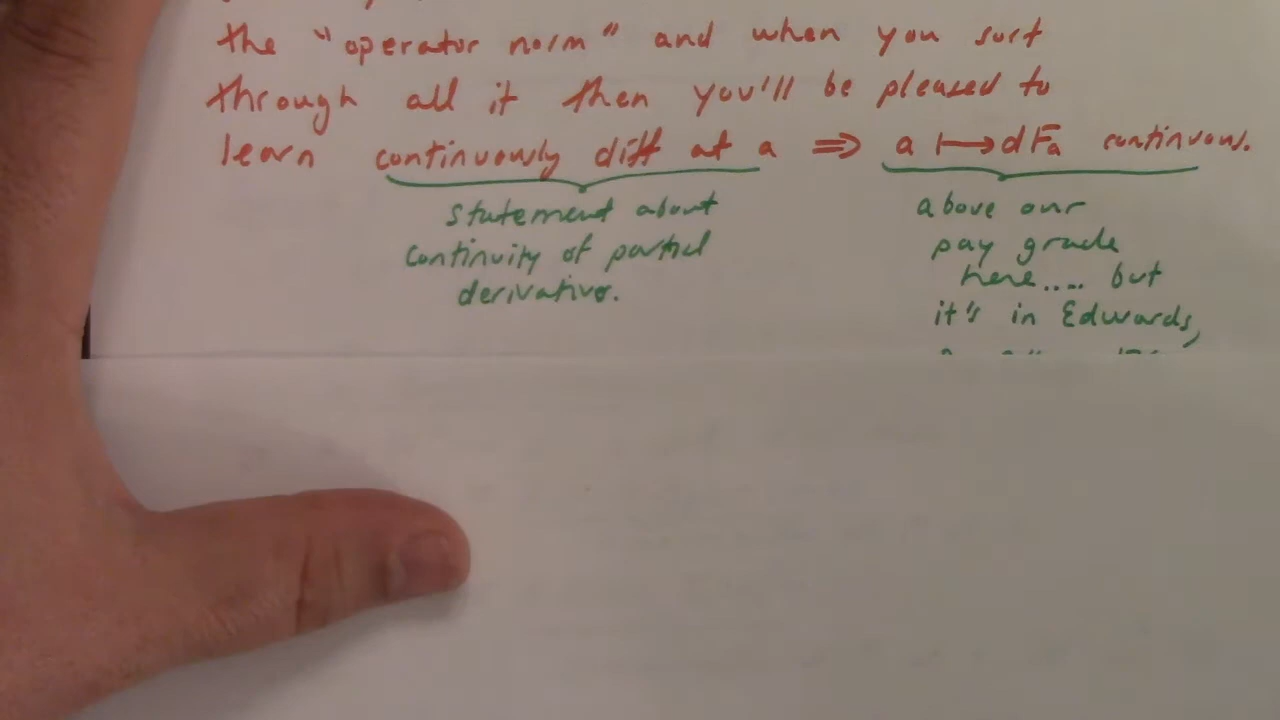 the "operator norm" and when you sort
through all it then you'll be pleased to
learn continuously diff at a ⇒ a ↦ dFₐ continuous.
statement about
continuity of partial
derivative.
above our
pay grade
here.... but
it's in Edwards,